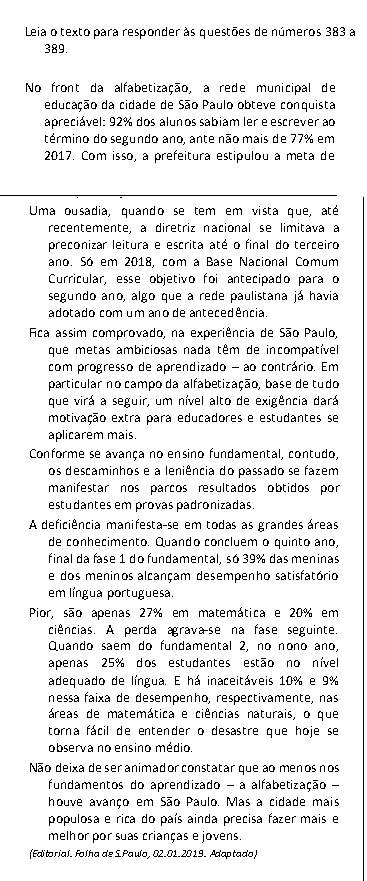 Leia o texto para responder às questões de números 383 a
389.
No front da alfabetização, a rede municipal de
educação da cidade de São Paulo obteve conquista
apreciável: 92% dos alunos sabiam ler e escrever ao
término do segundo ano, ante não mais de 77% em
2017. Com isso, a prefeitura estipulou a meta de
Uma ousadia, quando se tem em vista que, até
recentemente, a diretriz nacional se limitava a
preconizar leitura e escrita até o final do terceiro
ano. Só em 2018, com a Base Nacional Comum
Curricular, esse objetivo foi antecipado para o
segundo ano, algo que a rede paulistana já havia
adotado com um ano de antecedência.
Fica assim comprovado, na experiência de São Paulo,
que metas ambiciosas nada têm de incompatível
com progresso de aprendizado – ao contrário. Em
particular no campo da alfabetização, base de tudo
que virá a seguir, um nível alto de exigência dará
motivação extra para educadores e estudantes se
aplicarem mais.
Conforme se avança no ensino fundamental, contudo,
os descaminhos e a leniência do passado se fazem
manifestar nos parcos resultados obtidos por
estudantes em provas padronizadas.
A deficiência manifesta-se em todas as grandes áreas
de conhecimento. Quando concluem o quinto ano,
final da fase 1 do fundamental, só 39% das meninas
e dos meninos alcançam desempenho satisfatório
em língua portuguesa.
Pior, são apenas 27% em matemática e 20% em
ciências. A perda agrava-se na fase seguinte.
Quando saem do fundamental 2, no nono ano,
apenas 25% dos estudantes estão no nível
adequado de língua. E há inaceitáveis 10% e 9%
nessa faixa de desempenho, respectivamente, nas
áreas de matemática e ciências naturais, o que
torna fácil de entender o desastre que hoje se
observa no ensino médio.
Não deixa de ser animador constatar que ao menos nos
fundamentos do aprendizado – a alfabetização –
houve avanço em São Paulo. Mas a cidade mais
populosa e rica do país ainda precisa fazer mais e
melhor por suas crianças e jovens.
(Editorial. Folha de S.Paulo, 02.01.2019. Adaptado)